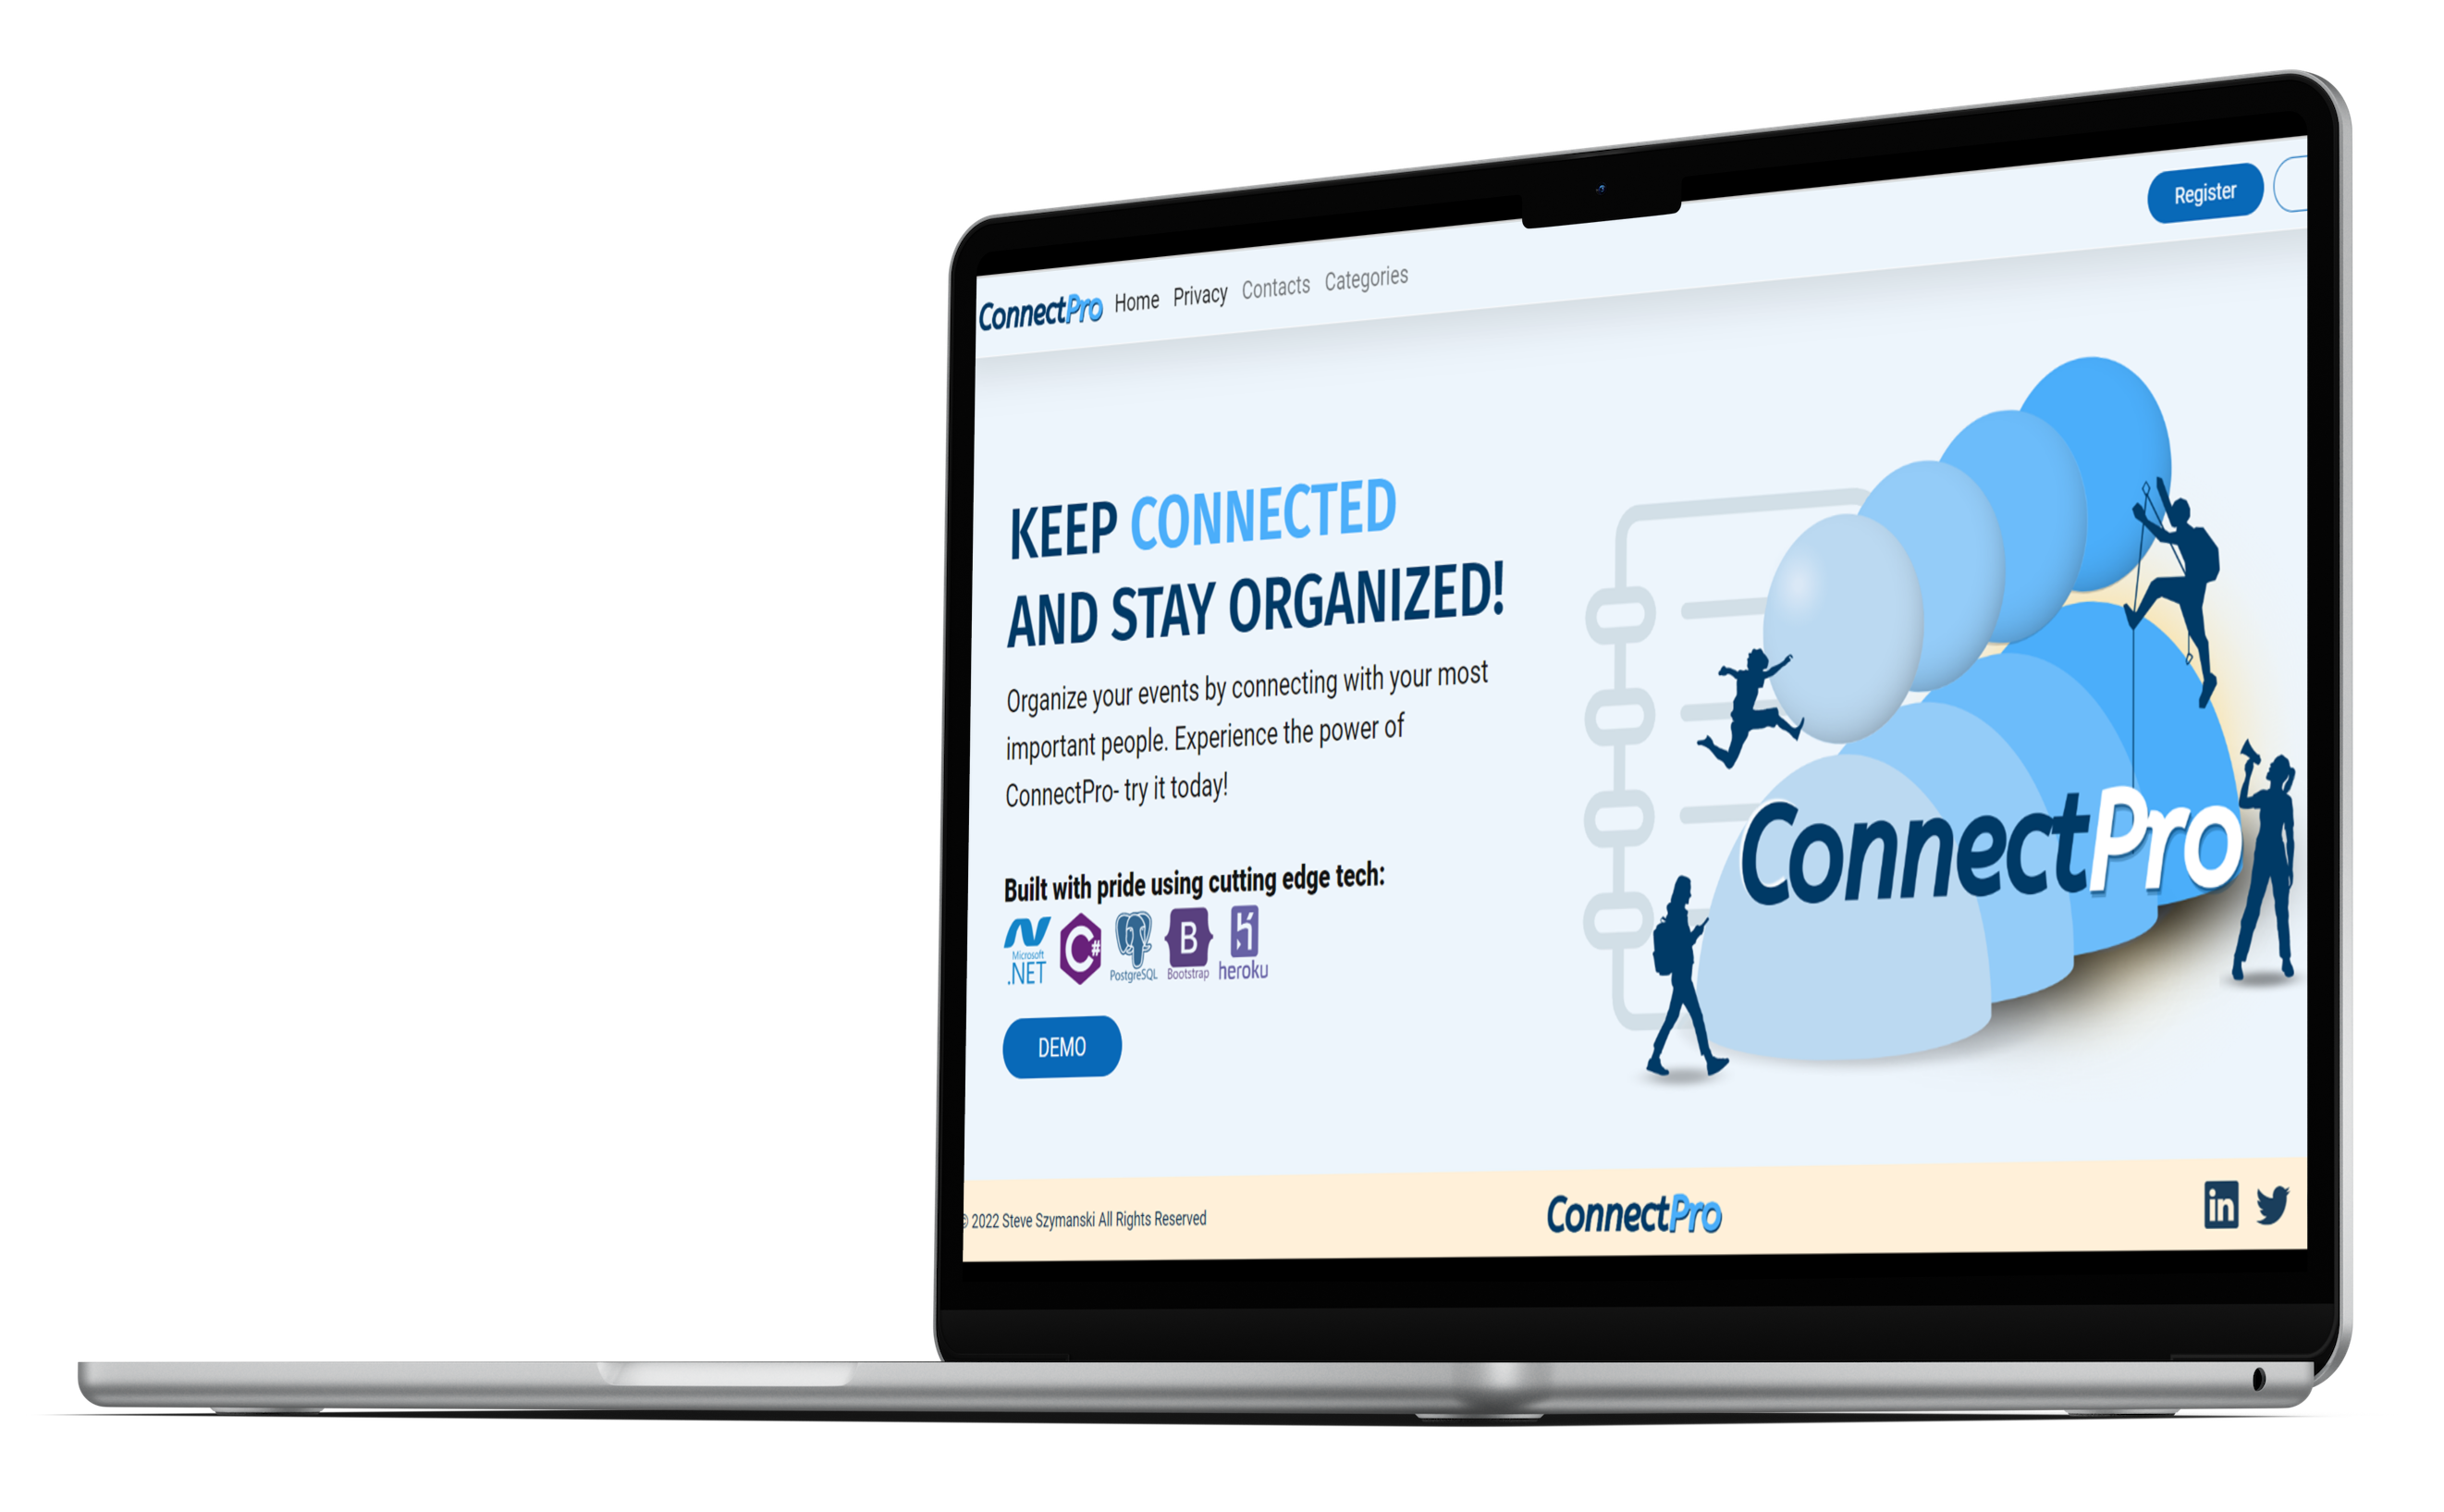 Register
ConnectPro Home Privacy Contacts Categories
KEEP CONNECTED
AND STAY ORGANIZED!
Organize your events by connecting with your most
important people. Experience the power of
ConnectPro- try it today!
Built with pride using cutting edge tech:
Microsoft
.NET
C#
PostgreSQL
B
Bootstrap
heroku
DEMO
ConnectPro
© 2022 Steve Szymanski All Rights Reserved
ConnectPro
in